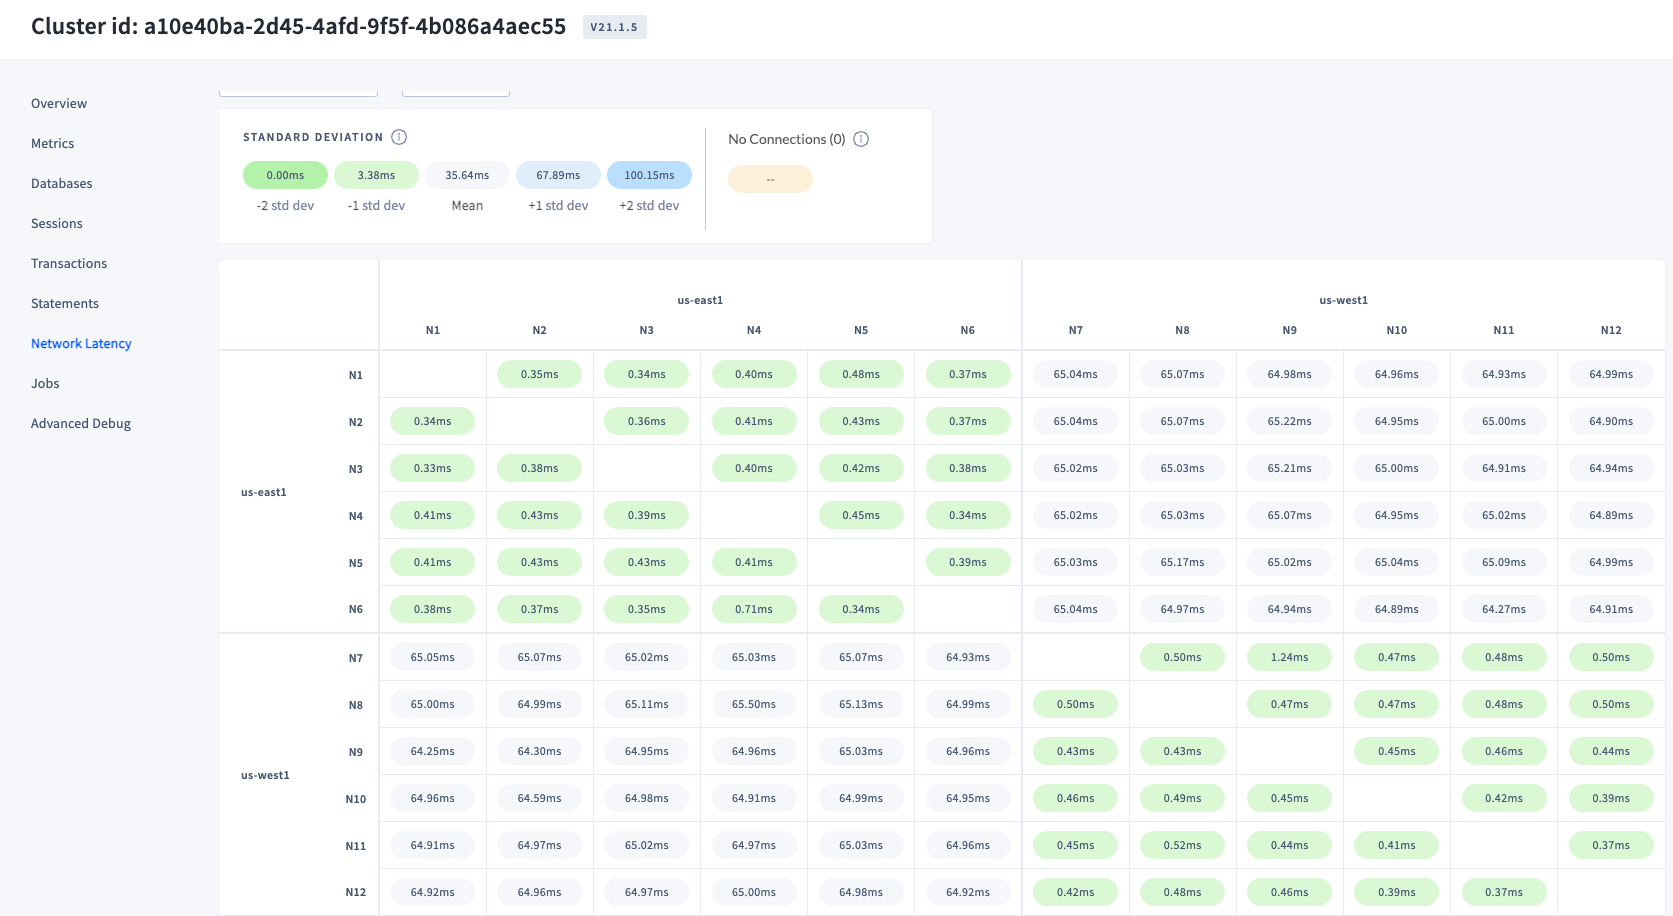 Cluster id: a10e40ba-2d45-4afd-9f5f-4b086a4aec55 V21.1.5
Overview
Metrics
Databases
Sessions
Transactions
Statements
Network Latency
Jobs
Advanced Debug
STANDARD DEVIATION
0.00ms 3.38ms 35.64ms 67.89ms 100.15ms
-2 std dev -1 std dev Mean +1 std dev +2 std dev
No Connections (0)
--
us-east1 us-west1
N1 N2 N3 N4 N5 N6 N7 N8 N9 N10 N11 N12
us-east1
N1 0.35ms 0.34ms 0.40ms 0.48ms 0.37ms 65.04ms 65.07ms 64.98ms 64.96ms 64.93ms 64.99ms
N2 0.34ms 0.36ms 0.41ms 0.43ms 0.37ms 65.04ms 65.07ms 65.22ms 64.95ms 65.00ms 64.90ms
N3 0.33ms 0.38ms 0.40ms 0.42ms 0.38ms 65.02ms 65.03ms 65.21ms 65.00ms 64.91ms 64.94ms
N4 0.41ms 0.43ms 0.39ms 0.45ms 0.34ms 65.02ms 65.03ms 65.07ms 64.95ms 65.02ms 64.89ms
N5 0.41ms 0.43ms 0.43ms 0.41ms 0.39ms 65.03ms 65.17ms 65.02ms 65.04ms 65.09ms 64.99ms
N6 0.38ms 0.37ms 0.35ms 0.71ms 0.34ms 65.04ms 64.97ms 64.94ms 64.89ms 64.27ms 64.91ms
us-west1
N7 65.05ms 65.07ms 65.02ms 65.03ms 65.07ms 64.93ms 0.50ms 1.24ms 0.47ms 0.48ms 0.50ms
N8 65.00ms 64.99ms 65.11ms 65.50ms 65.13ms 64.99ms 0.50ms 0.47ms 0.47ms 0.48ms 0.50ms
N9 64.25ms 64.30ms 64.95ms 64.96ms 65.03ms 64.96ms 0.43ms 0.43ms 0.45ms 0.46ms 0.44ms
N10 64.96ms 64.59ms 64.98ms 64.91ms 64.99ms 64.95ms 0.46ms 0.49ms 0.45ms 0.42ms 0.39ms
N11 64.91ms 64.97ms 65.02ms 64.97ms 65.03ms 64.96ms 0.45ms 0.52ms 0.44ms 0.41ms 0.37ms
N12 64.92ms 64.96ms 64.97ms 65.00ms 64.98ms 64.92ms 0.42ms 0.48ms 0.46ms 0.39ms 0.37ms